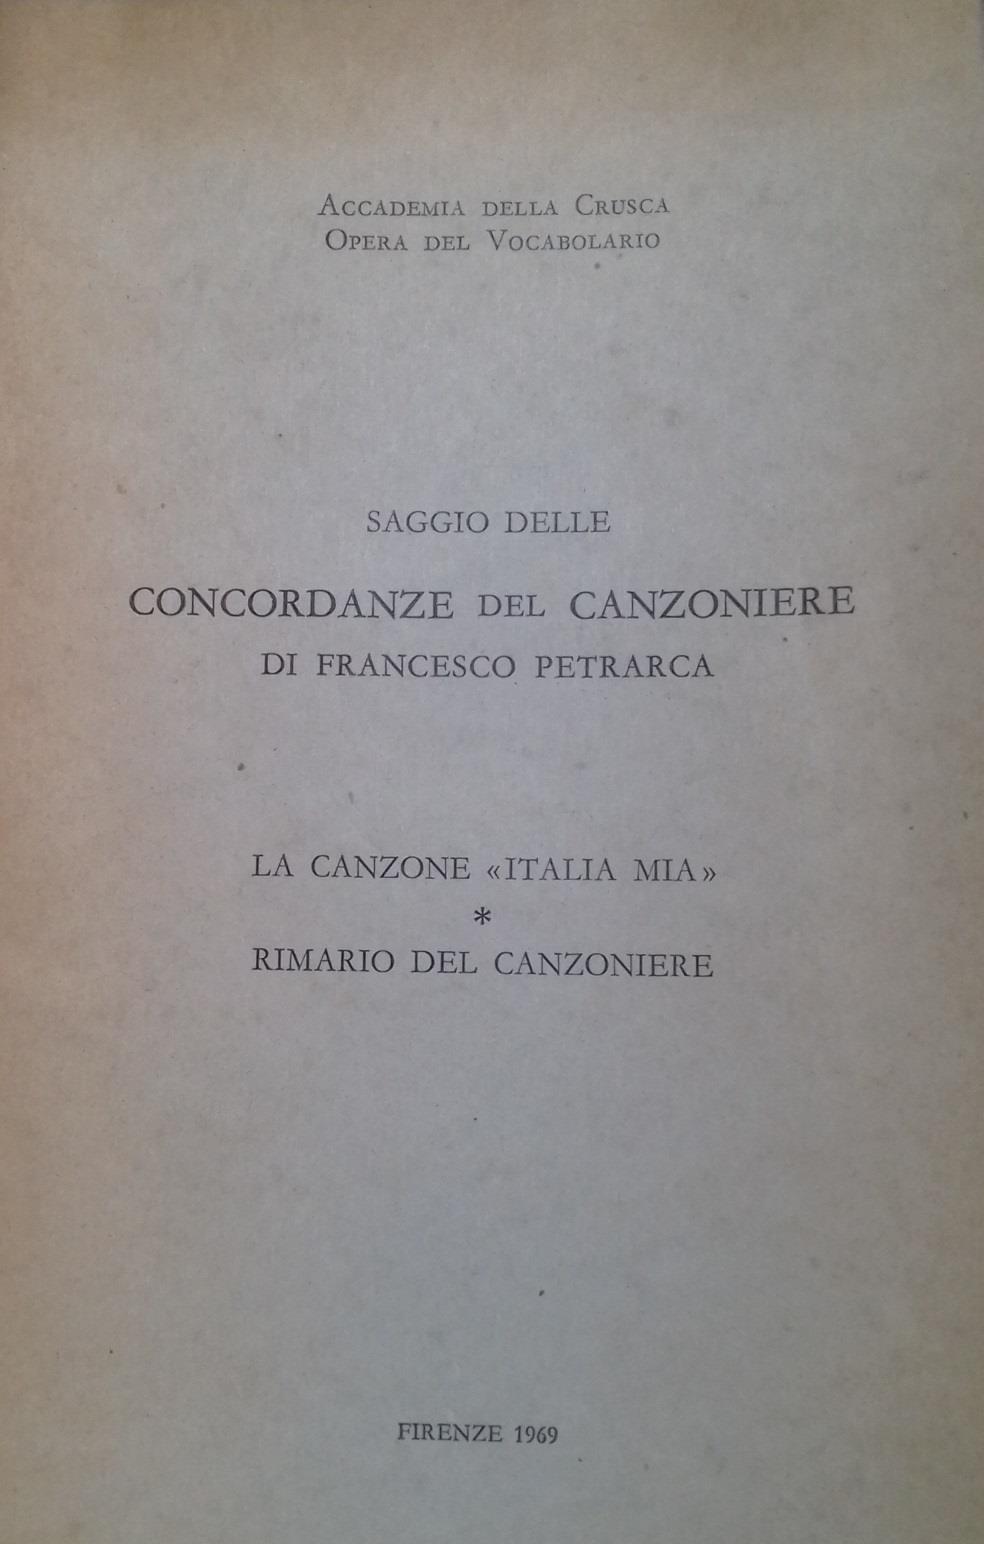 Accademia della Crusca
Opera del Vocabolario
SAGGIO DELLE
CONCORDANZE DEL CANZONIERE
DI FRANCESCO PETRARCA
LA CANZONE «ITALIA MIA»
*
RIMARIO DEL CANZONIERE
FIRENZE 1969